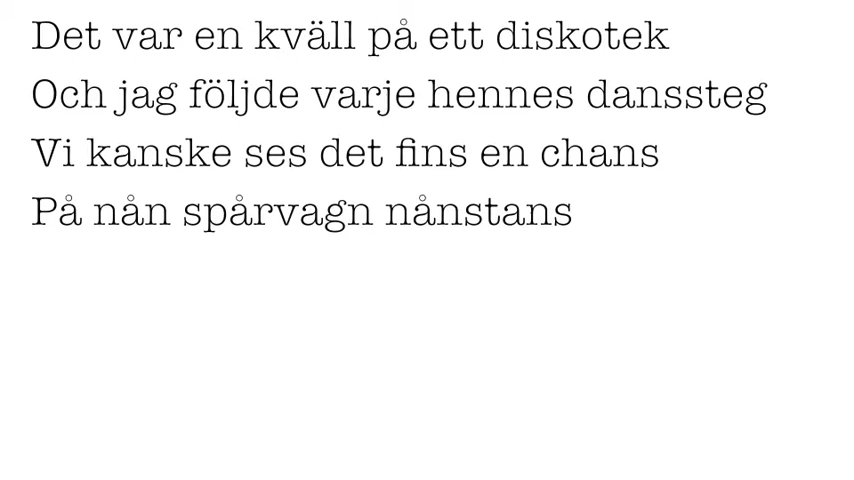 Det var en kväll på ett diskotek
Och jag följde varje hennes danssteg
Vi kanske ses det fins en chans
På nån spårvagn nånstans